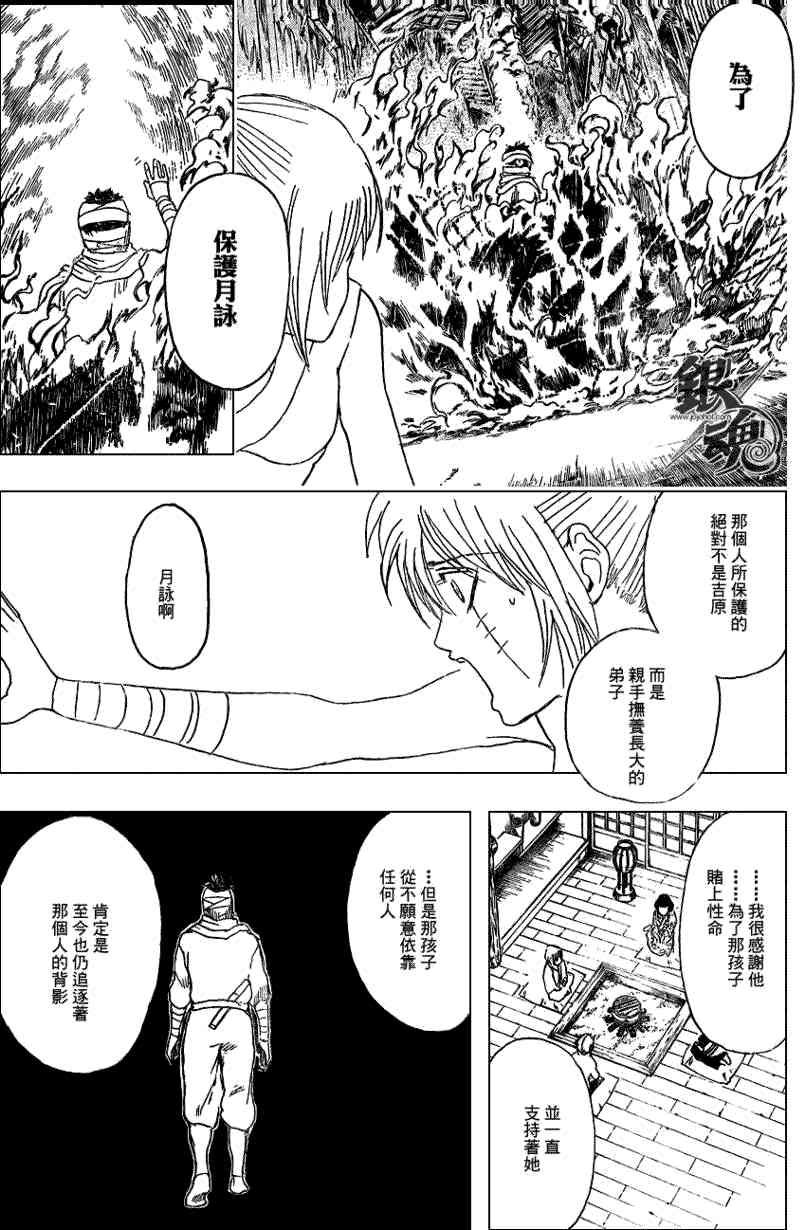 為了
保護月詠
銀魂
www.jojohot.com
那個人所保護的
絕對不是吉原
而是
親手撫養長大的
弟子
月詠啊
……我很感謝他
……為了那孩子
賭上性命
並一直
支持著她
…但是那孩子
從不願意依靠
任何人
肯定是
至今也仍追逐著
那個人的背影